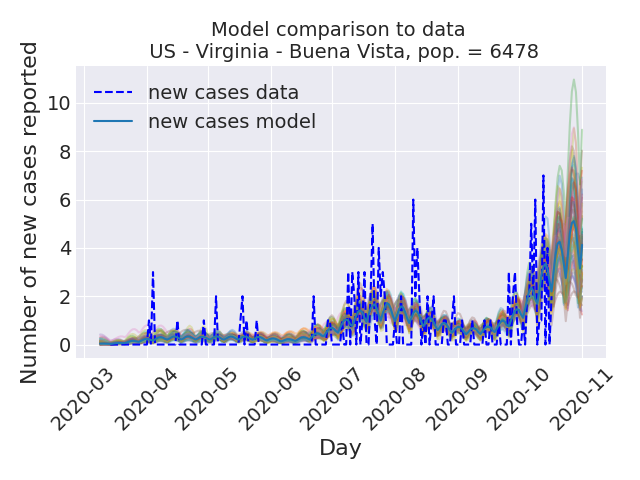 Model comparison to data
US - Virginia - Buena Vista, pop. = 6478
Number of new cases reported
10
8
6
4
2
0
new cases data
new cases model
2020-03
2020-04
2020-05
2020-06
2020-07
2020-08
2020-09
2020-10
2020-11
Day